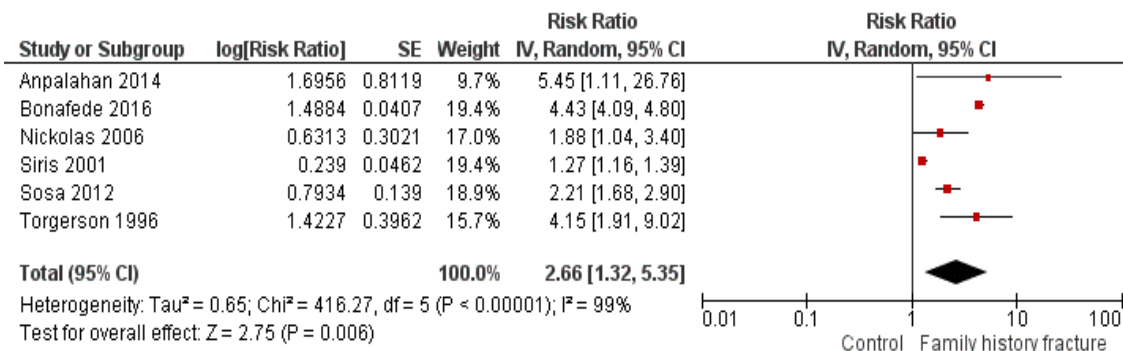 Risk Ratio Risk Ratio
Study or Subgroup log[Risk Ratio] SE Weight IV, Random, 95% CI IV, Random, 95% CI
Anpalahan 2014 1.6956 0.8119 9.7% 5.45 [1.11, 26.76]
Bonafede 2016 1.4884 0.0407 19.4% 4.43 [4.09, 4.80]
Nickolas 2006 0.6313 0.3021 17.0% 1.88 [1.04, 3.40]
Siris 2001 0.239 0.0462 19.4% 1.27 [1.16, 1.39]
Sosa 2012 0.7934 0.139 18.9% 2.21 [1.68, 2.90]
Torgerson 1996 1.4227 0.3962 15.7% 4.15 [1.91, 9.02]
Total (95% CI) 100.0% 2.66 [1.32, 5.35]
Heterogeneity: Tau² = 0.65; Chi² = 416.27, df = 5 (P < 0.00001); I² = 99%
Test for overall effect: Z = 2.75 (P = 0.006)
0.01 0.1 1 10 100
Control Family history fracture